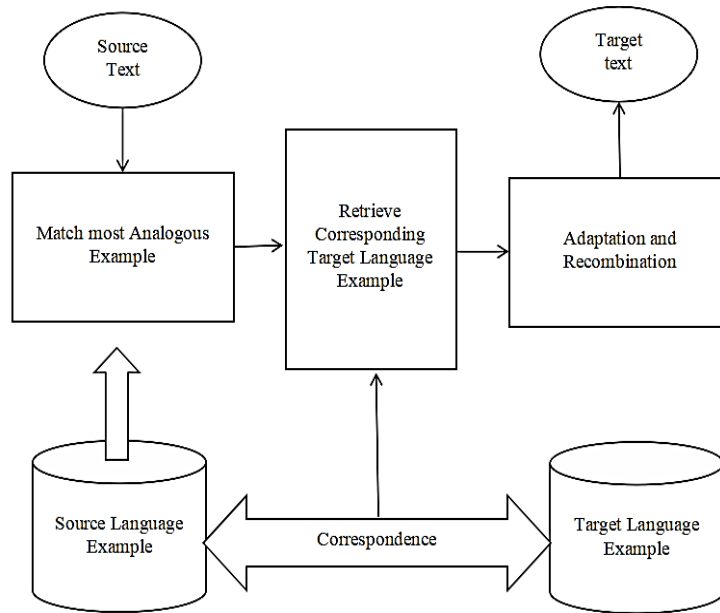 Source
Text
Target
text
Match most Analogous
Example
Retrieve
Corresponding
Target Language
Example
Adaptation and
Recombination
Source Language
Example
Correspondence
Target Language
Example